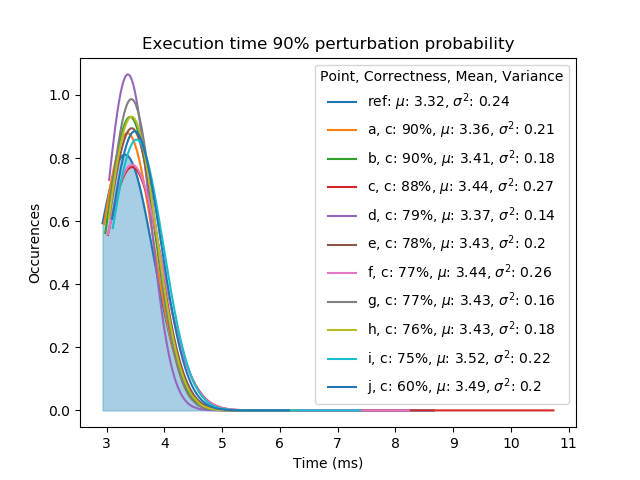 Execution time 90% perturbation probability
Point, Correctness, Mean, Variance
ref: μ: 3.32, σ²: 0.24
a, c: 90%, μ: 3.36, σ²: 0.21
b, c: 90%, μ: 3.41, σ²: 0.18
c, c: 88%, μ: 3.44, σ²: 0.27
d, c: 79%, μ: 3.37, σ²: 0.14
e, c: 78%, μ: 3.43, σ²: 0.2
f, c: 77%, μ: 3.44, σ²: 0.26
g, c: 77%, μ: 3.43, σ²: 0.16
h, c: 76%, μ: 3.43, σ²: 0.18
i, c: 75%, μ: 3.52, σ²: 0.22
j, c: 60%, μ: 3.49, σ²: 0.2
Occurences
1.0
0.8
0.6
0.4
0.2
0.0
3 4 5 6 7 8 9 10 11
Time (ms)